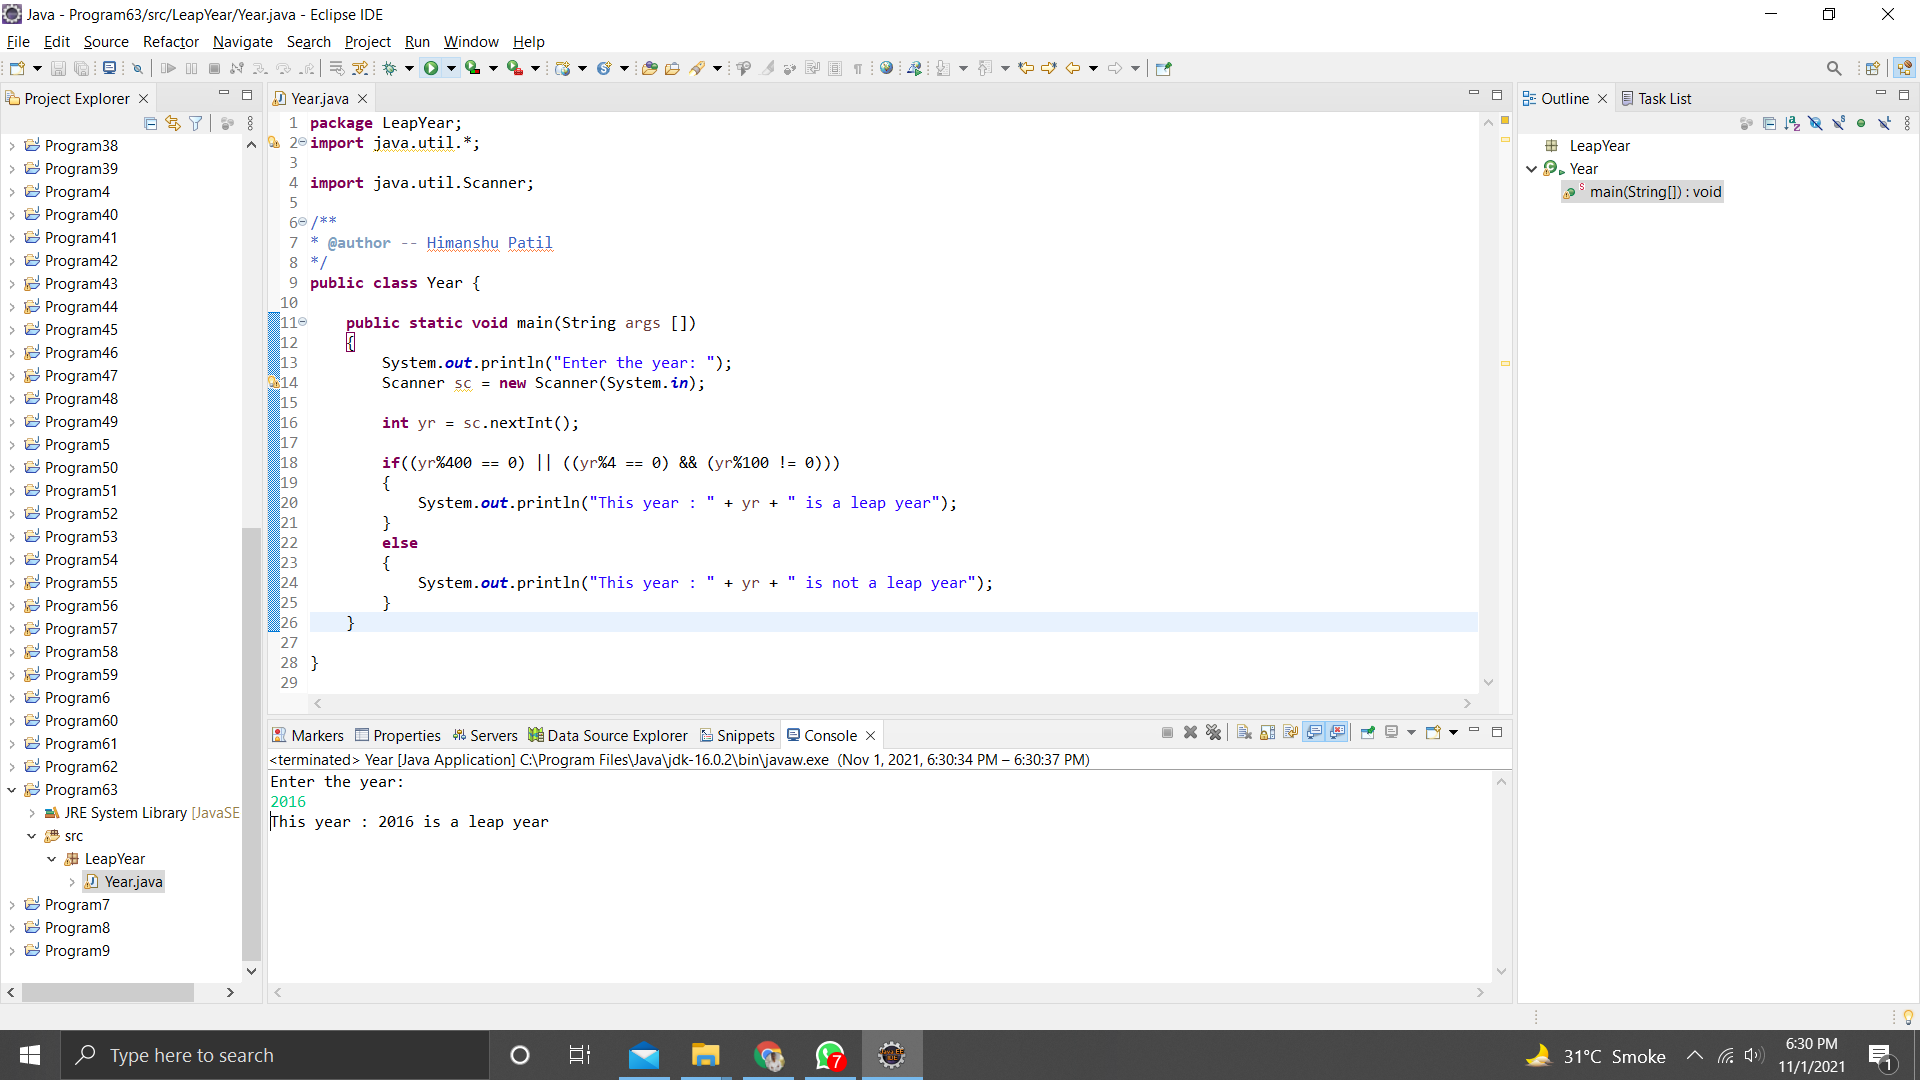 Java - Program63/src/LeapYear/Year.java - Eclipse IDE
File Edit Source Refactor Navigate Search Project Run Window Help
Project Explorer
Program38
Program39
Program4
Program40
Program41
Program42
Program43
Program44
Program45
Program46
Program47
Program48
Program49
Program5
Program50
Program51
Program52
Program53
Program54
Program55
Program56
Program57
Program58
Program59
Program6
Program60
Program61
Program62
Program63
JRE System Library [JavaSE
src
LeapYear
Year.java
Program7
Program8
Program9
Year.java
1 package LeapYear;
2 import java.util.*;
3
4 import java.util.Scanner;
5
6 /**
7 * @author -- Himanshu Patil
8 */
9 public class Year {
10
11 public static void main(String args [])
12 {
13 System.out.println("Enter the year: ");
14 Scanner sc = new Scanner(System.in);
15
16 int yr = sc.nextInt();
17
18 if((yr%400 == 0) || ((yr%4 == 0) && (yr%100 != 0)))
19 {
20 System.out.println("This year : " + yr + " is a leap year");
21 }
22 else
23 {
24 System.out.println("This year : " + yr + " is not a leap year");
25 }
26 }
27
28 }
29
Markers Properties Servers Data Source Explorer Snippets Console
<terminated> Year [Java Application] C:\Program Files\Java\jdk-16.0.2\bin\javaw.exe (Nov 1, 2021, 6:30:34 PM – 6:30:37 PM)
Enter the year:
2016
This year : 2016 is a leap year
Outline Task List
LeapYear
Year
main(String[]) : void
Type here to search
7
31°C Smoke
6:30 PM
11/1/2021
1